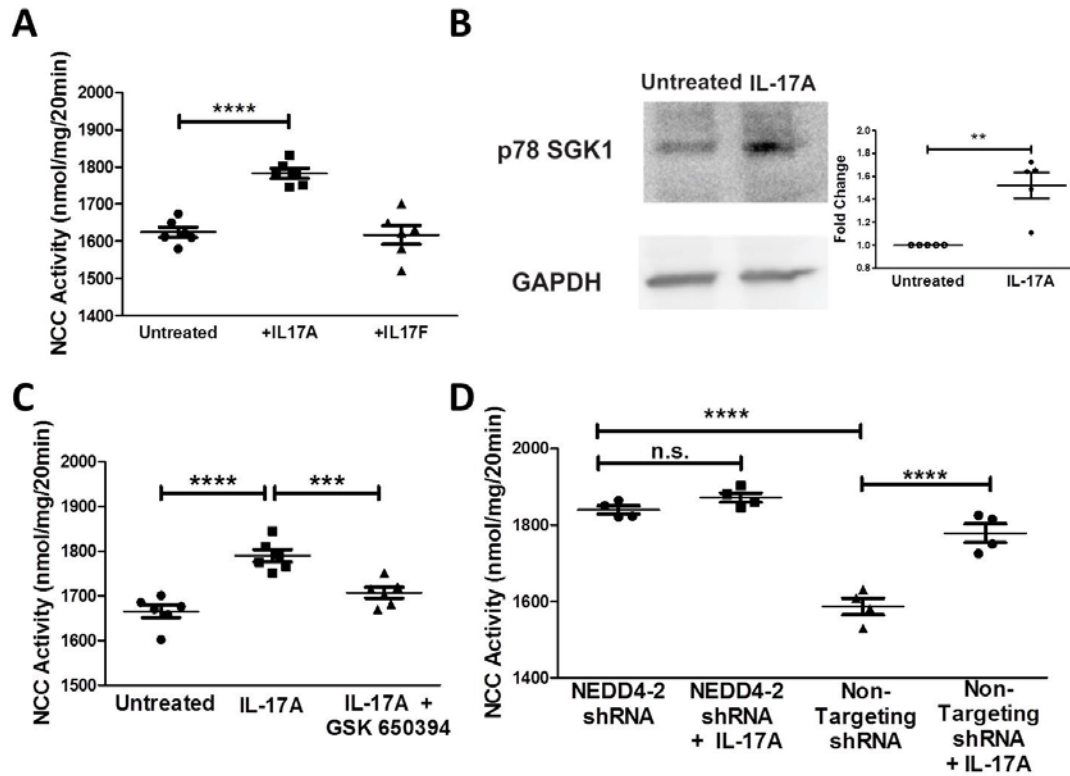 A
NCC Activity (nmol/mg/20min)
2000
1900
1800
1700
1600
1500
1400
****
Untreated
+IL17A
+IL17F
B
Untreated IL-17A
p78 SGK1
GAPDH
Fold Change
2.0
1.8
1.6
1.4
1.2
1.0
0.8
**
Untreated
IL-17A
C
NCC Activity (nmol/mg/20min)
2000
1900
1800
1700
1600
1500
****
***
Untreated
IL-17A
IL-17A +
GSK 650394
D
NCC Activity (nmol/mg/20min)
2000
1800
1600
1400
****
n.s.
****
NEDD4-2
shRNA
NEDD4-2
shRNA
+ IL-17A
Non-
Targeting
shRNA
Non-
Targeting
shRNA
+ IL-17A